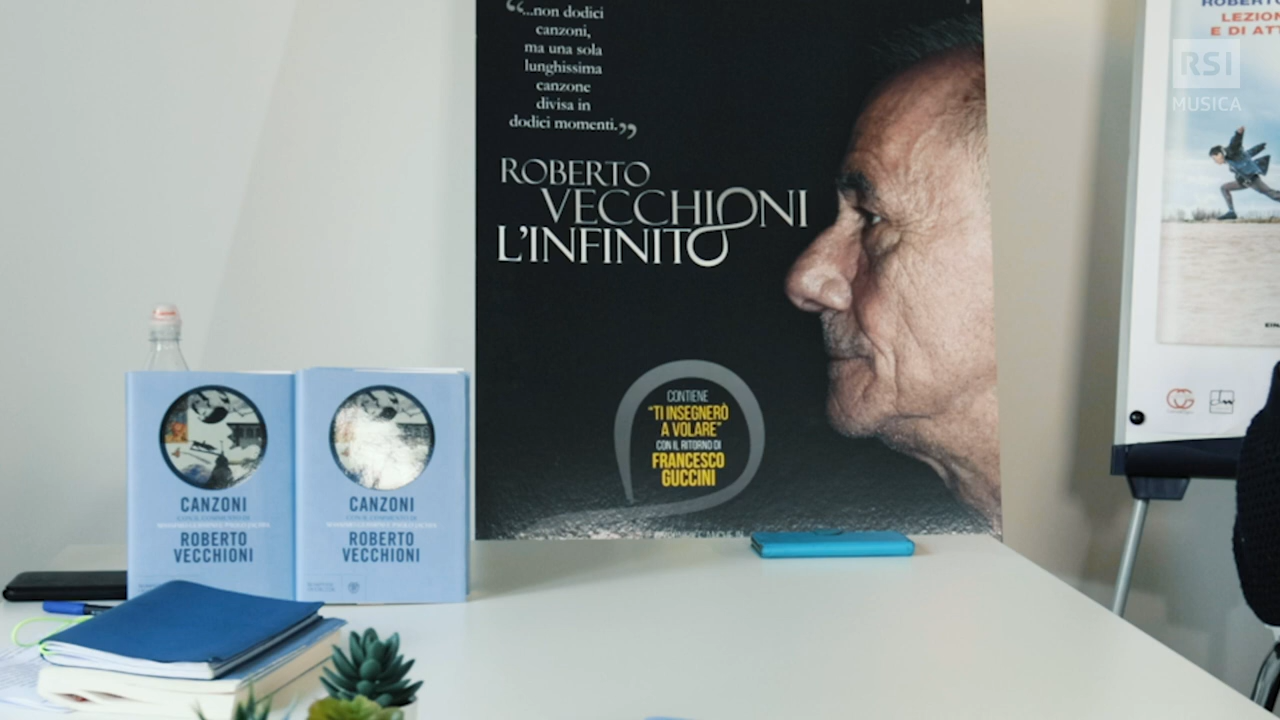 “...non dodici
canzoni,
ma una sola
lunghissima
canzone
divisa in
dodici momenti.„
ROBERTO
VECCHIONI
L'INFINITO
CONTIENE
"TI INSEGNERÒ
A VOLARE"
CON IL RITORNO DI
FRANCESCO
GUCCINI
CANZONI
ROBERTO
VECCHIONI
CANZONI
ROBERTO
VECCHIONI
LEZION
E DI ATT
RSI
MUSICA